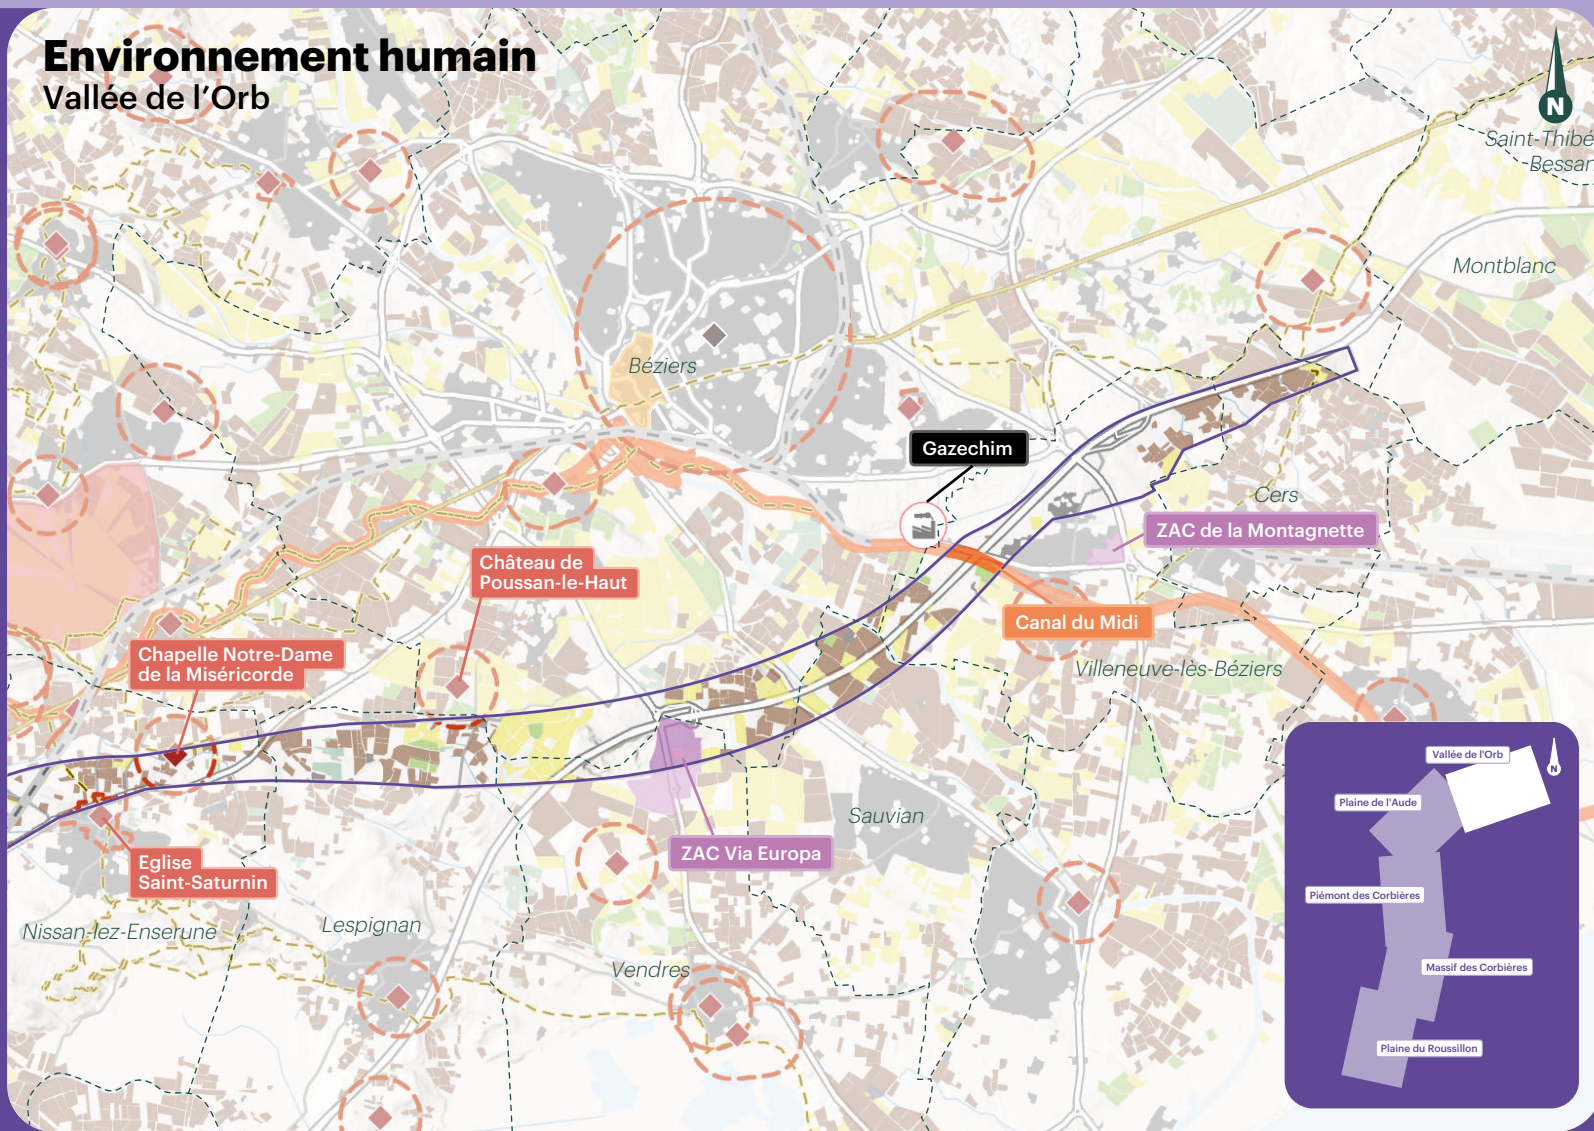 Environnement humain
Vallée de l'Orb
N
Saint-Thibé
Bessan
Montblanc
Béziers
Gazechim
Cers
ZAC de la Montagnette
Château de
Poussan-le-Haut
Canal du Midi
Chapelle Notre-Dame
de la Miséricorde
Villeneuve-lès-Béziers
Sauvian
ZAC Via Europa
Eglise
Saint-Saturnin
Nissan-lez-Enserune
Lespignan
Vendres
Vallée de l'Orb
N
Plaine de l'Aude
Piémont des Corbières
Massif des Corbières
Plaine du Roussillon